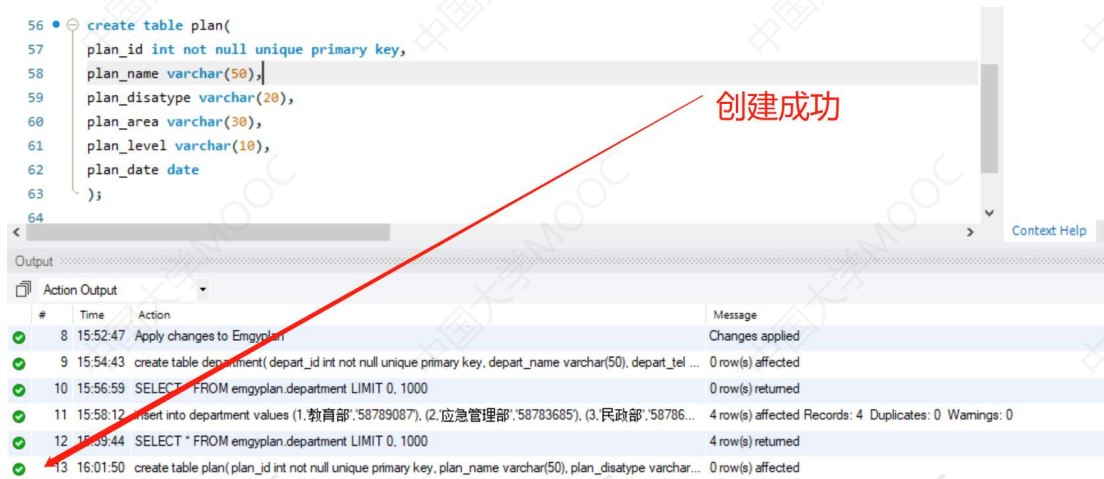 56 create table plan(
57 plan_id int not null unique primary key,
58 plan_name varchar(50),
59 plan_disatype varchar(20),
60 plan_area varchar(30),
61 plan_level varchar(10),
62 plan_date date
63 );
64
创建成功
Context Help
Output
Action Output
# Time Action Message
8 15:52:47 Apply changes to Emgyplan Changes applied
9 15:54:43 create table department( depart_id int not null unique primary key, depart_name varchar(50), depart_tel ... 0 row(s) affected
10 15:56:59 SELECT * FROM emgyplan.department LIMIT 0, 1000 0 row(s) returned
11 15:58:12 insert into department values (1,'教育部','58789087'), (2,'应急管理部','58783685'), (3,'民政部','58786... 4 row(s) affected Records: 4 Duplicates: 0 Warnings: 0
12 15:59:44 SELECT * FROM emgyplan.department LIMIT 0, 1000 4 row(s) returned
13 16:01:50 create table plan( plan_id int not null unique primary key, plan_name varchar(50), plan_disatype varchar... 0 row(s) affected
中国大学MOOC